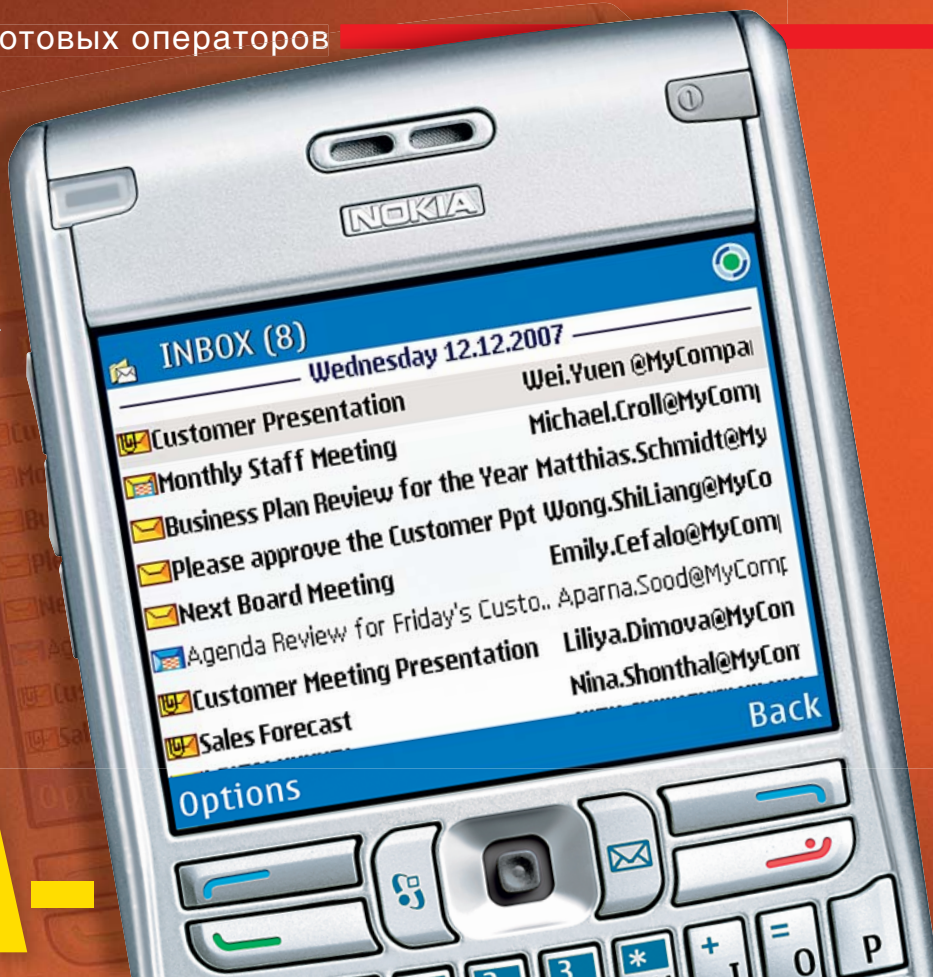 отовых операторов
NOKIA
INBOX (8)
Wednesday 12.12.2007
Customer Presentation Wei.Yuen @MyCompa
Monthly Staff Meeting Michael.Croll@MyCom
Business Plan Review for the Year Matthias.Schmidt@My
Please approve the Customer Ppt Wong.ShiLiang@MyCo
Next Board Meeting Emily.Cefalo@MyCom
Agenda Review for Friday's Custo.. Aparna.Sood@MyComp
Customer Meeting Presentation Liliya.Dimova@MyCon
Sales Forecast Nina.Shonthal@MyCom
Options Back
2 3 * + = O P